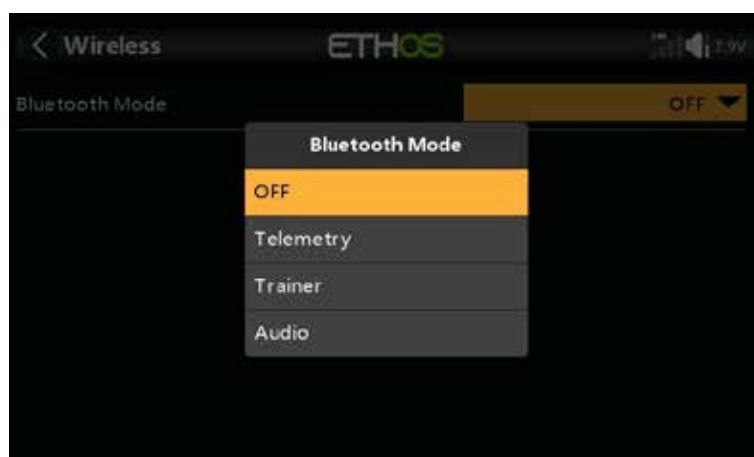 Wireless
ETHOS
7.9V
Bluetooth Mode
OFF
Bluetooth Mode
OFF
Telemetry
Trainer
Audio